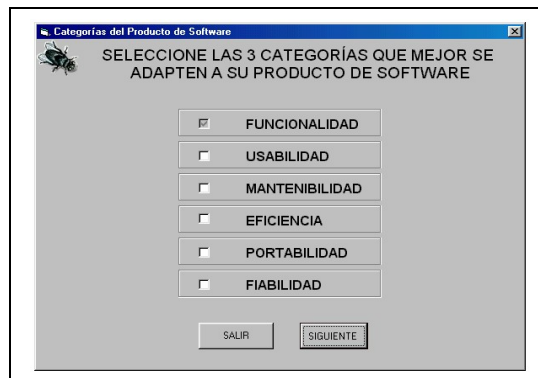 Categorías del Producto de Software
SELECCIONE LAS 3 CATEGORÍAS QUE MEJOR SE
ADAPTEN A SU PRODUCTO DE SOFTWARE
FUNCIONALIDAD
USABILIDAD
MANTENIBILIDAD
EFICIENCIA
PORTABILIDAD
FIABILIDAD
SALIR SIGUIENTE